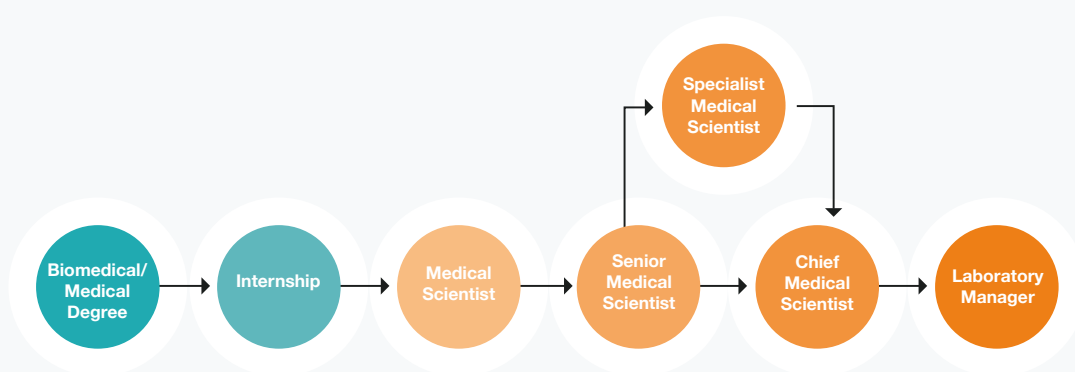 Specialist
Medical
Scientist
Biomedical/
Medical
Degree
Internship
Medical
Scientist
Senior
Medical
Scientist
Chief
Medical
Scientist
Laboratory
Manager